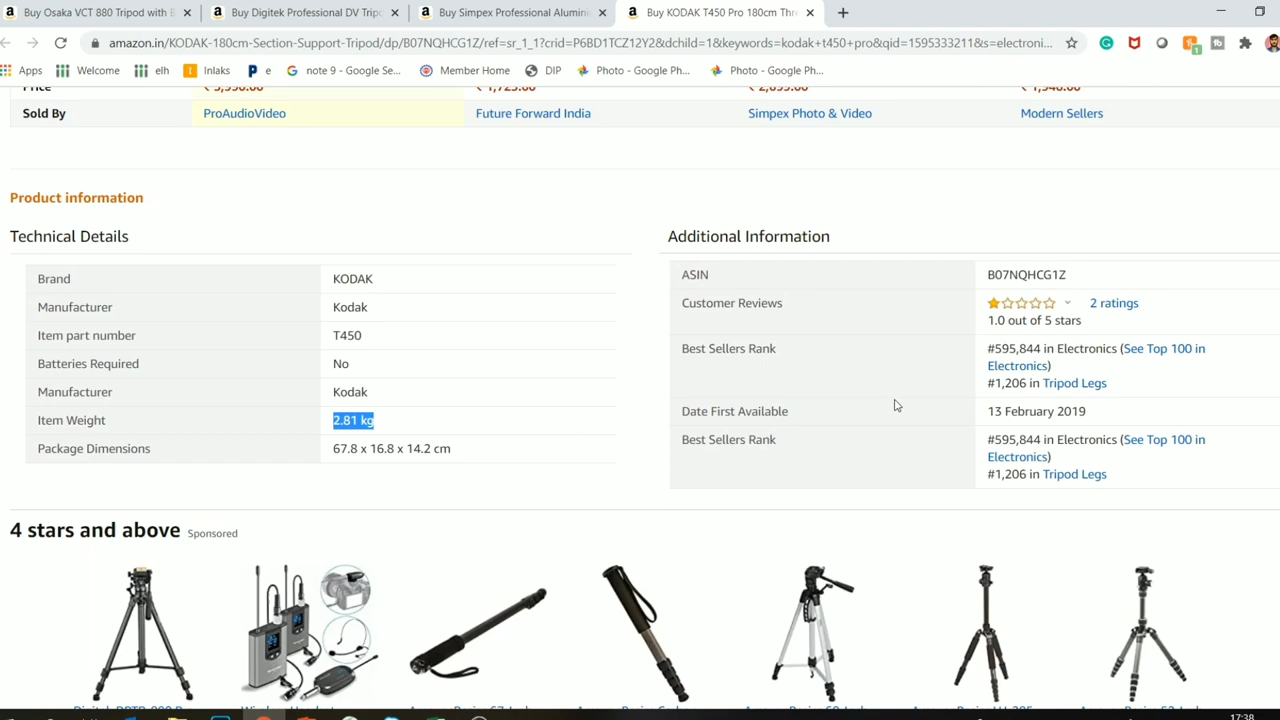 Buy Osaka VCT 880 Tripod with B
Buy Digitek Professional DV Tripo
Buy Simpex Professional Alumini
Buy KODAK T450 Pro 180cm Thr
amazon.in/KODAK-180cm-Section-Support-Tripod/dp/B07NQHCG1Z/ref=sr_1_1?crid=P6BD1TCZ12Y2&dchild=1&keywords=kodak+t450+pro&qid=1595333211&s=electroni...
Apps Welcome elh Inlaks e note 9 - Google Se... Member Home DIP Photo - Google Ph... Photo - Google Ph...
Price
Sold By ProAudioVideo Future Forward India Simpex Photo & Video Modern Sellers
Product information
Technical Details
Brand KODAK
Manufacturer Kodak
Item part number T450
Batteries Required No
Manufacturer Kodak
Item Weight 2.81 kg
Package Dimensions 67.8 x 16.8 x 14.2 cm
Additional Information
ASIN B07NQHCG1Z
Customer Reviews 2 ratings
1.0 out of 5 stars
Best Sellers Rank #595,844 in Electronics (See Top 100 in
Electronics)
#1,206 in Tripod Legs
Date First Available 13 February 2019
Best Sellers Rank #595,844 in Electronics (See Top 100 in
Electronics)
#1,206 in Tripod Legs
4 stars and above Sponsored
17:38